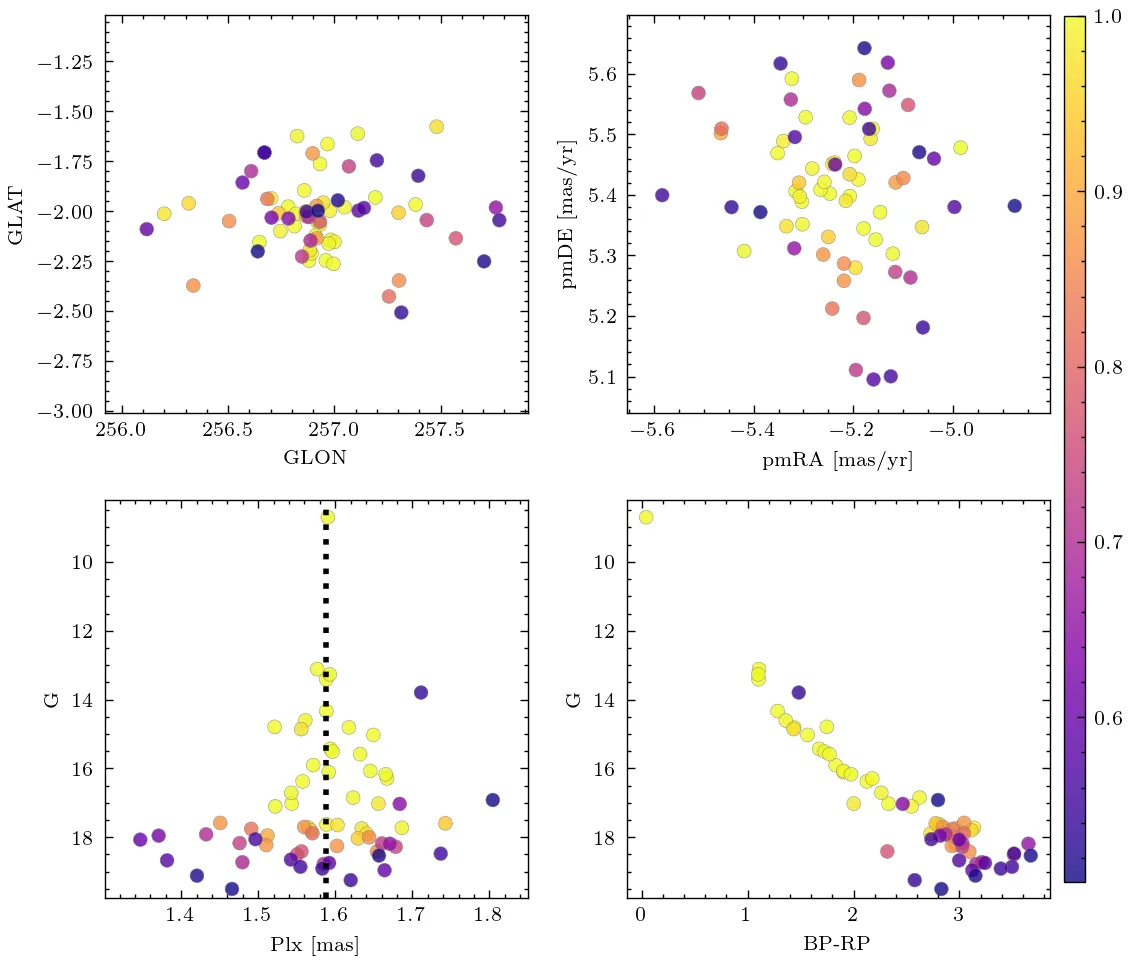 −1.25
−1.50
−1.75
−2.00
−2.25
−2.50
−2.75
−3.00
GLAT
256.0 256.5 257.0 257.5
GLON
5.6
5.5
5.4
5.3
5.2
5.1
pmDE [mas/yr]
−5.6 −5.4 −5.2 −5.0
pmRA [mas/yr]
1.0
0.9
0.8
0.7
0.6
10
12
14
16
18
G
1.4 1.5 1.6 1.7 1.8
Plx [mas]
10
12
14
16
18
G
0 1 2 3
BP-RP